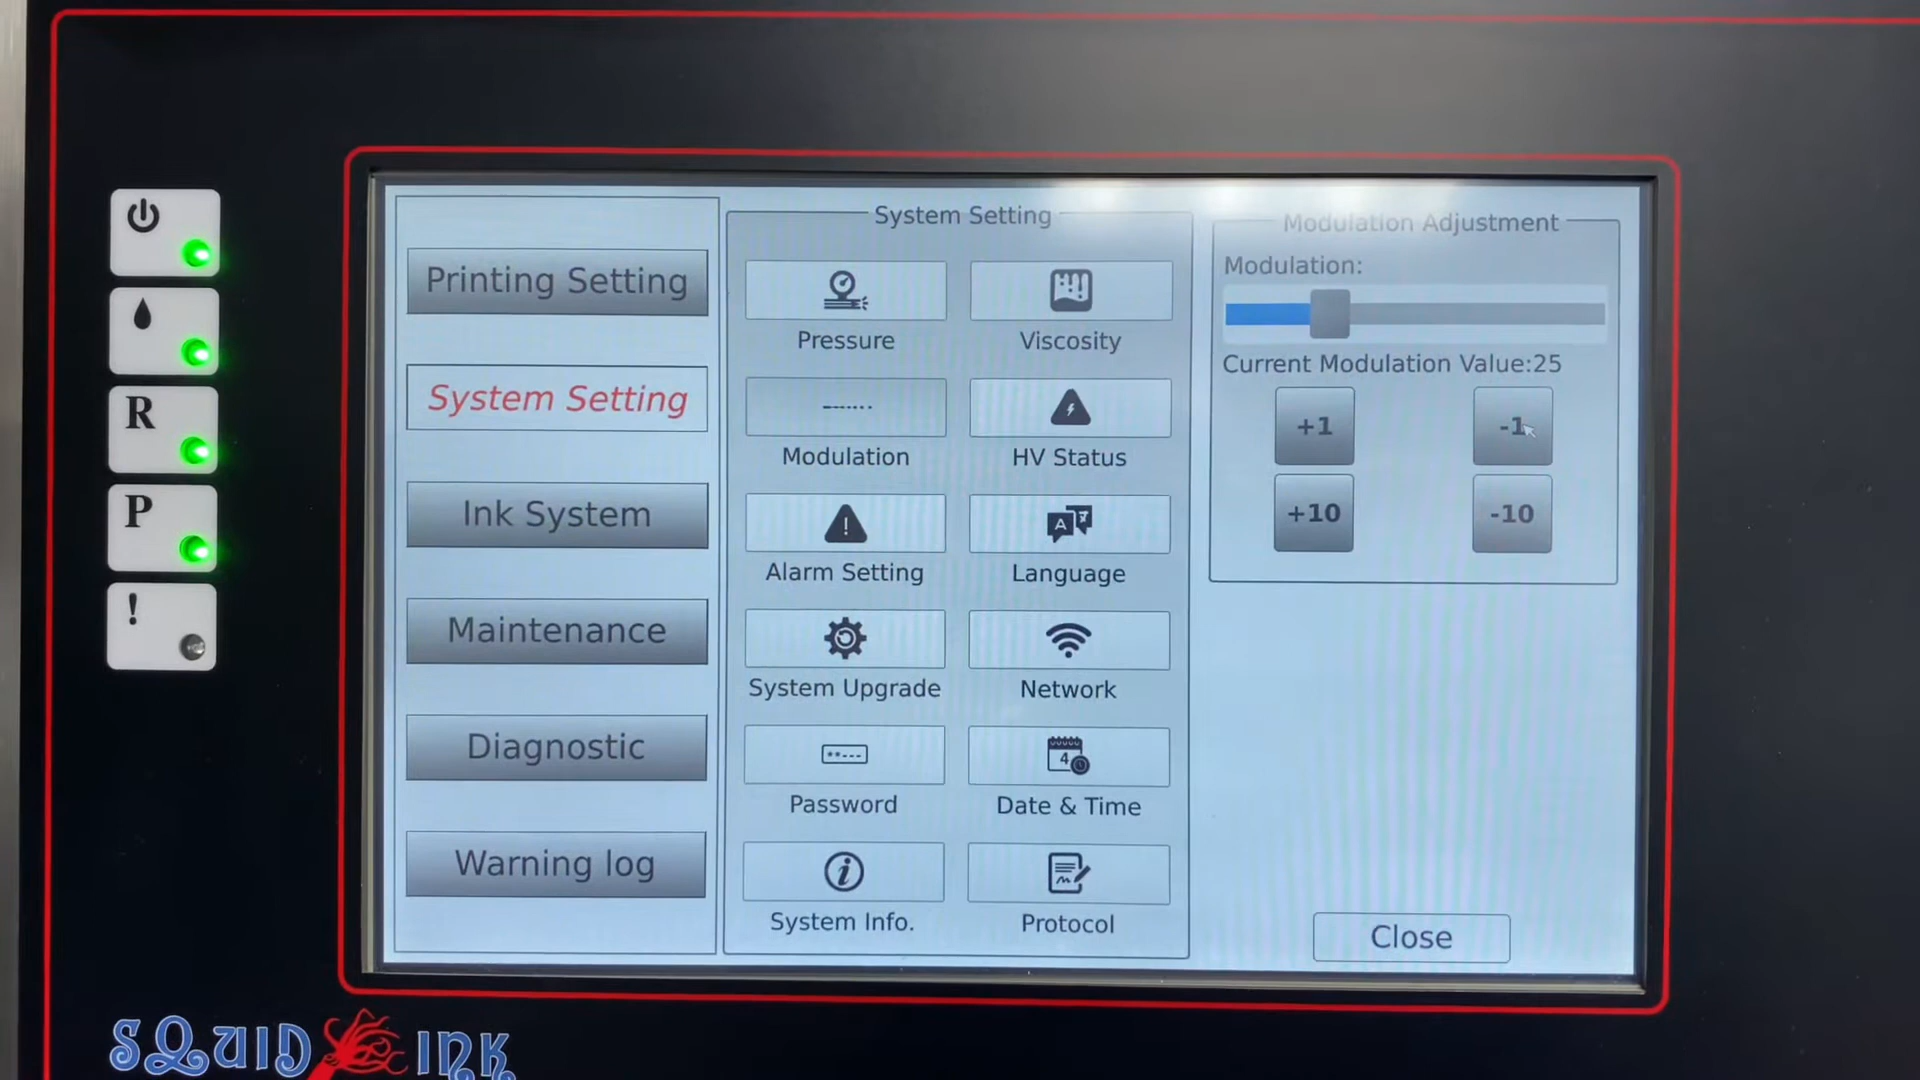 R
P
!
Printing Setting
System Setting
Ink System
Maintenance
Diagnostic
Warning log
System Setting
Pressure
Viscosity
Modulation
HV Status
Alarm Setting
Language
System Upgrade
Network
Password
Date & Time
System Info.
Protocol
Modulation Adjustment
Modulation:
Current Modulation Value:25
+1
-1
+10
-10
Close
SQUID INK